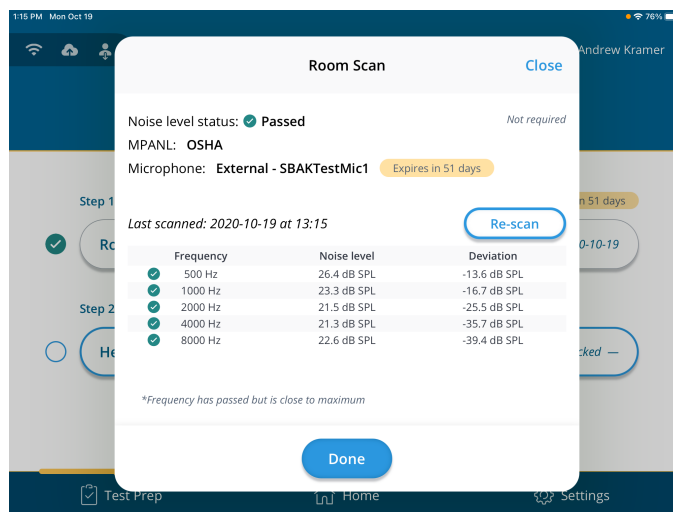 1:15 PM Mon Oct 19
76%
Andrew Kramer
Room Scan
Close
Noise level status: Passed
Not required
MPANL: OSHA
Microphone: External - SBAKTestMic1
Expires in 51 days
Step 1
n 51 days
Last scanned: 2020-10-19 at 13:15
Re-scan
Ro
0-10-19
Frequency Noise level Deviation
500 Hz 26.4 dB SPL -13.6 dB SPL
1000 Hz 23.3 dB SPL -16.7 dB SPL
2000 Hz 21.5 dB SPL -25.5 dB SPL
4000 Hz 21.3 dB SPL -35.7 dB SPL
8000 Hz 22.6 dB SPL -39.4 dB SPL
Step 2
He
cked —
*Frequency has passed but is close to maximum
Done
Test Prep
Home
Settings